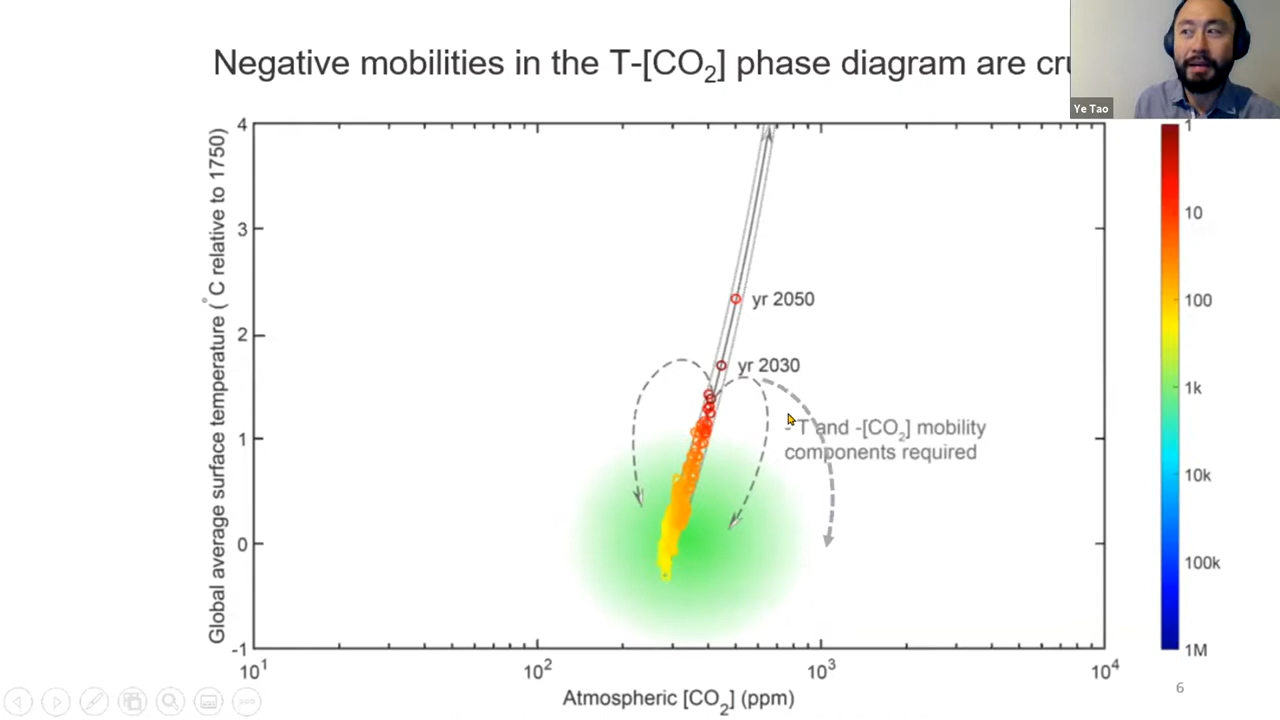 Negative mobilities in the T-[CO₂] phase diagram are
Ye Tao
Global average surface temperature (°C relative to 1750)
4
3
2
1
0
-1
yr 2050
yr 2030
- T and -[CO₂] mobility
components required
10¹
10²
10³
10⁴
Atmospheric [CO₂] (ppm)
1
10
100
1k
10k
100k
1M
6